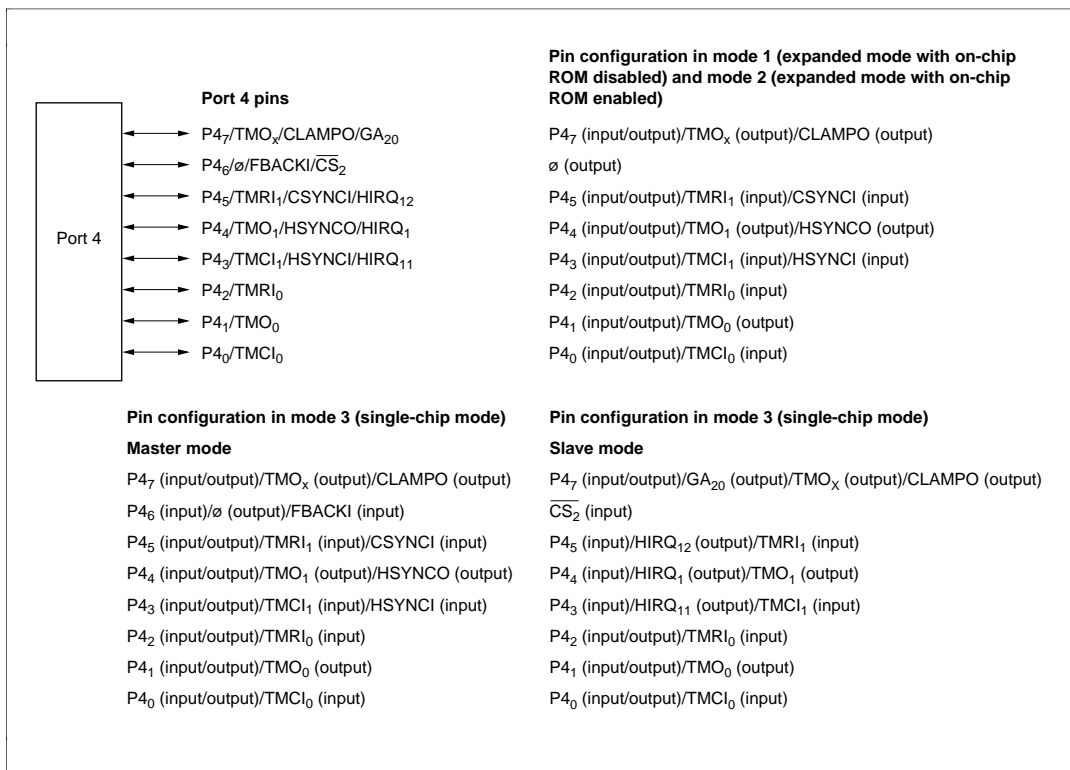 Port 4
Port 4 pins
P4₇/TMOₓ/CLAMPO/GA₂₀
P4₆/ø/FBACKI/C̅S̅₂
P4₅/TMRI₁/CSYNCI/HIRQ₁₂
P4₄/TMO₁/HSYNCO/HIRQ₁
P4₃/TMCI₁/HSYNCI/HIRQ₁₁
P4₂/TMRI₀
P4₁/TMO₀
P4₀/TMCI₀
Pin configuration in mode 1 (expanded mode with on-chip
ROM disabled) and mode 2 (expanded mode with on-chip
ROM enabled)
P4₇ (input/output)/TMOₓ (output)/CLAMPO (output)
ø (output)
P4₅ (input/output)/TMRI₁ (input)/CSYNCI (input)
P4₄ (input/output)/TMO₁ (output)/HSYNCO (output)
P4₃ (input/output)/TMCI₁ (input)/HSYNCI (input)
P4₂ (input/output)/TMRI₀ (input)
P4₁ (input/output)/TMO₀ (output)
P4₀ (input/output)/TMCI₀ (input)
Pin configuration in mode 3 (single-chip mode)
Master mode
P4₇ (input/output)/TMOₓ (output)/CLAMPO (output)
P4₆ (input)/ø (output)/FBACKI (input)
P4₅ (input/output)/TMRI₁ (input)/CSYNCI (input)
P4₄ (input/output)/TMO₁ (output)/HSYNCO (output)
P4₃ (input/output)/TMCI₁ (input)/HSYNCI (input)
P4₂ (input/output)/TMRI₀ (input)
P4₁ (input/output)/TMO₀ (output)
P4₀ (input/output)/TMCI₀ (input)
Pin configuration in mode 3 (single-chip mode)
Slave mode
P4₇ (input/output)/GA₂₀ (output)/TMO_X (output)/CLAMPO (output)
C̅S̅₂ (input)
P4₅ (input)/HIRQ₁₂ (output)/TMRI₁ (input)
P4₄ (input)/HIRQ₁ (output)/TMO₁ (output)
P4₃ (input)/HIRQ₁₁ (output)/TMCI₁ (input)
P4₂ (input/output)/TMRI₀ (input)
P4₁ (input/output)/TMO₀ (output)
P4₀ (input/output)/TMCI₀ (input)